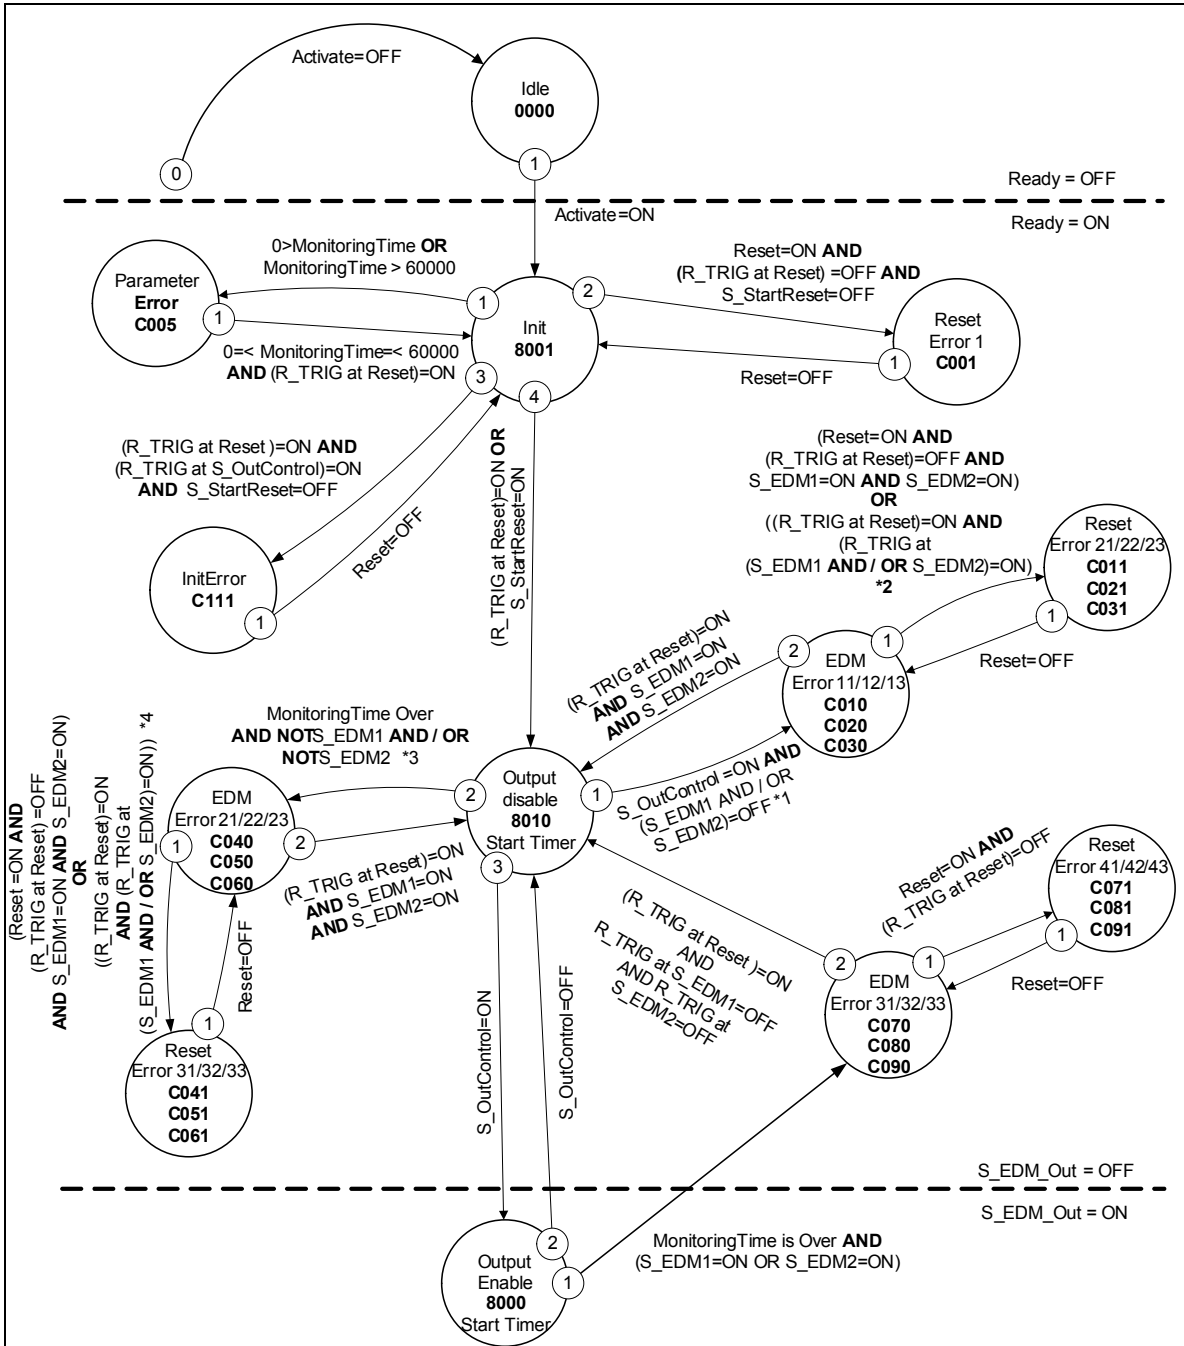 Activate=OFF
Idle
0000
0
1
Ready = OFF
Activate=ON
Ready = ON
0>MonitoringTime OR
MonitoringTime > 60000
Reset=ON AND
(R_TRIG at Reset) =OFF AND
S_StartReset=OFF
Parameter
Error
C005
1
1
2
Init
8001
Reset
Error 1
C001
1
0=< MonitoringTime=< 60000
AND (R_TRIG at Reset)=ON
3
4
Reset=OFF
(R_TRIG at Reset )=ON AND
(R_TRIG at S_OutControl)=ON
AND S_StartReset=OFF
Reset=OFF
(R_TRIG at Reset)=ON OR
S_StartReset=ON
InitError
C111
1
(Reset=ON AND
(R_TRIG at Reset)=OFF AND
S_EDM1=ON AND S_EDM2=ON)
OR
((R_TRIG at Reset)=ON AND
(R_TRIG at
(S_EDM1 AND / OR S_EDM2)=ON)
*2
Reset
Error 21/22/23
C011
C021
C031
1
Reset=OFF
2
1
EDM
Error 11/12/13
C010
C020
C030
(R_TRIG at Reset)=ON
AND S_EDM1=ON
AND S_EDM2=ON
MonitoringTime Over
AND NOTS_EDM1 AND / OR
NOTS_EDM2 *3
S_OutControl =ON AND
(S_EDM1 AND / OR
S_EDM2)=OFF *1
Output
disable
8010
Start Timer
2
1
3
EDM
Error 21/22/23
C040
C050
C060
1
2
(R_TRIG at Reset)=ON
AND S_EDM1=ON
AND S_EDM2=ON
(Reset =ON AND
(R_TRIG at Reset)=OFF
AND S_EDM1=ON AND S_EDM2=ON)
OR
((R_TRIG at Reset)=ON
AND (R_TRIG at
(S_EDM1 AND / OR S_EDM2)=ON)) *4
Reset=OFF
1
Reset
Error 31/32/33
C041
C051
C061
S_OutControl=ON
S_OutControl=OFF
(R_TRIG at Reset )=ON
AND
R_TRIG at S_EDM1=OFF
AND R_TRIG at
S_EDM2=OFF
Reset=ON AND
(R_TRIG at Reset)=OFF
Reset
Error 41/42/43
C071
C081
C091
1
Reset=OFF
2
1
EDM
Error 31/32/33
C070
C080
C090
S_EDM_Out = OFF
S_EDM_Out = ON
MonitoringTime is Over AND
(S_EDM1=ON OR S_EDM2=ON)
2
1
Output
Enable
8000
Start Timer